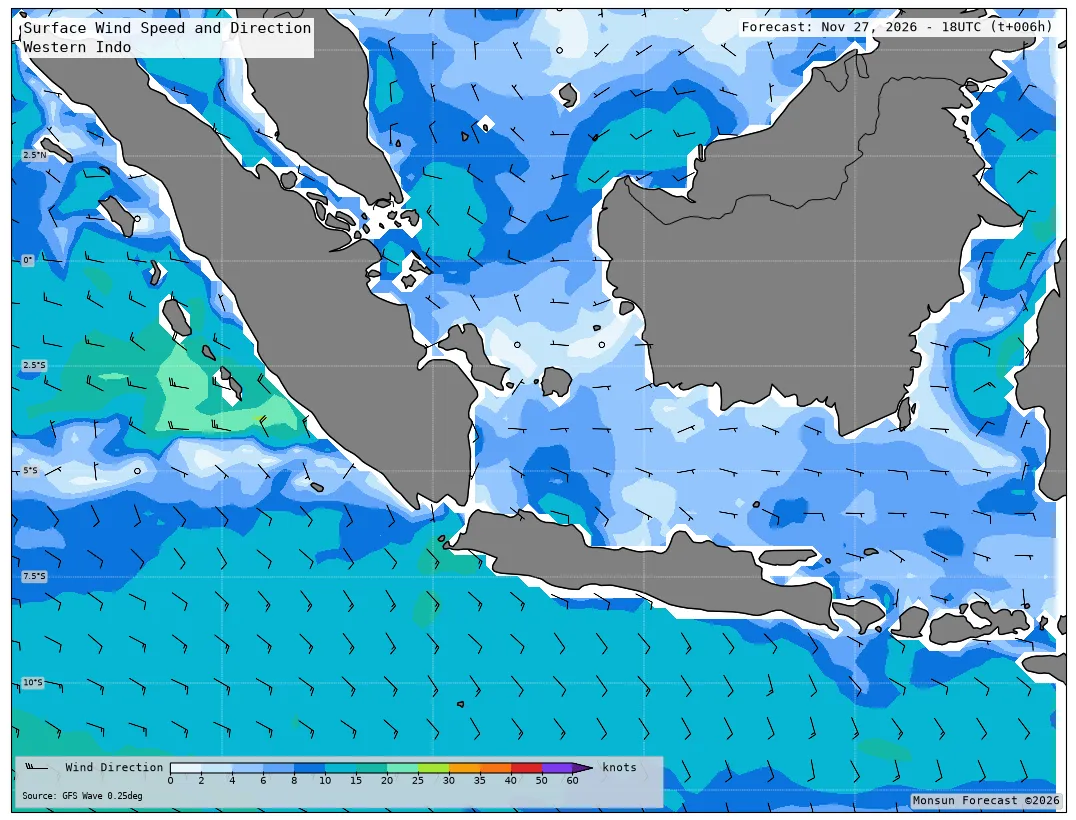 Surface Wind Speed and Direction
Western Indo
Forecast: Nov 27, 2026 - 18UTC (t+006h)
2.5°N
0°
2.5°S
5°S
7.5°S
10°S
Wind Direction
0 2 4 6 8 10 15 20 25 30 35 40 50 60
knots
Source: GFS Wave 0.25deg
Monsun Forecast ©2026